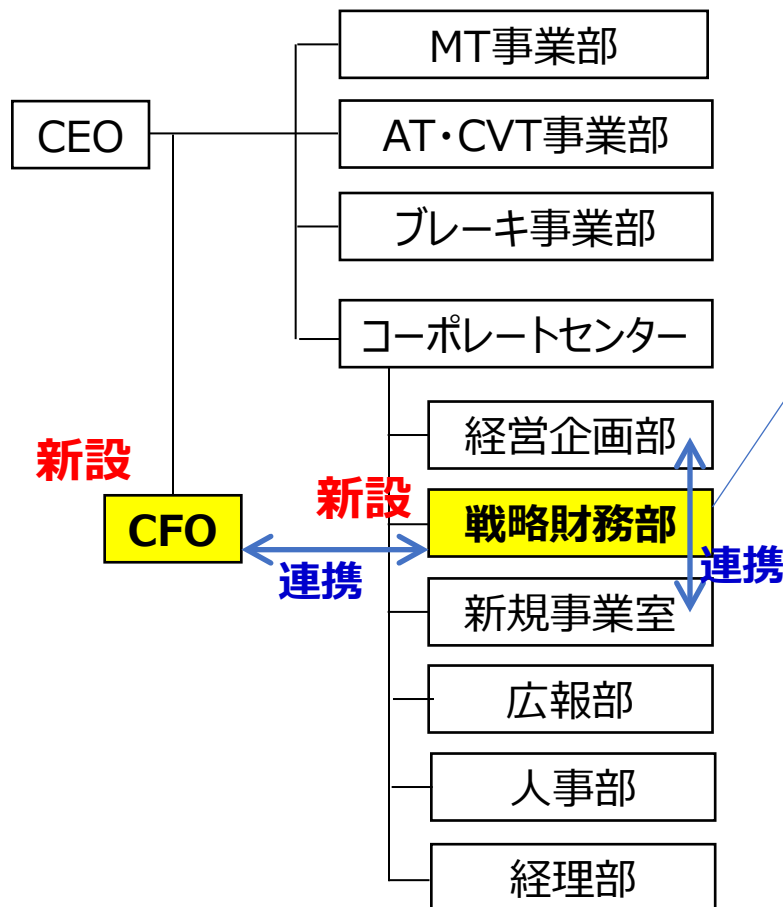 MT事業部
CEO
AT・CVT事業部
ブレーキ事業部
コーポレートセンター
経営企画部
新設
新設
CFO
戦略財務部
連携
連携
新規事業室
広報部
人事部
経理部